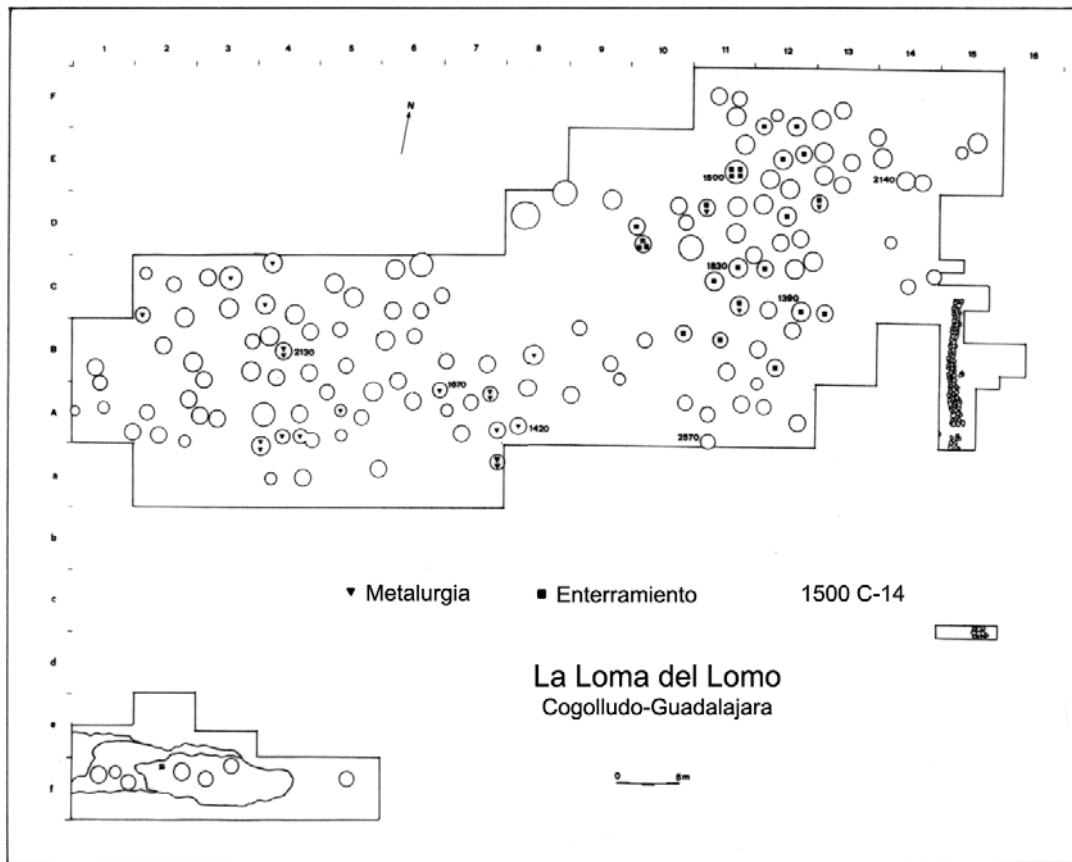 1 2 3 4 5 6 7 8 9 10 11 12 13 14 15 16
F
N
E
1500
2140
D
1830
C
1390
B
2130
1670
A
1420
2570
a
b
▼ Metalurgia ■ Enterramiento 1500 C-14
c
d
La Loma del Lomo
Cogolludo-Guadalajara
e
0 5m
f